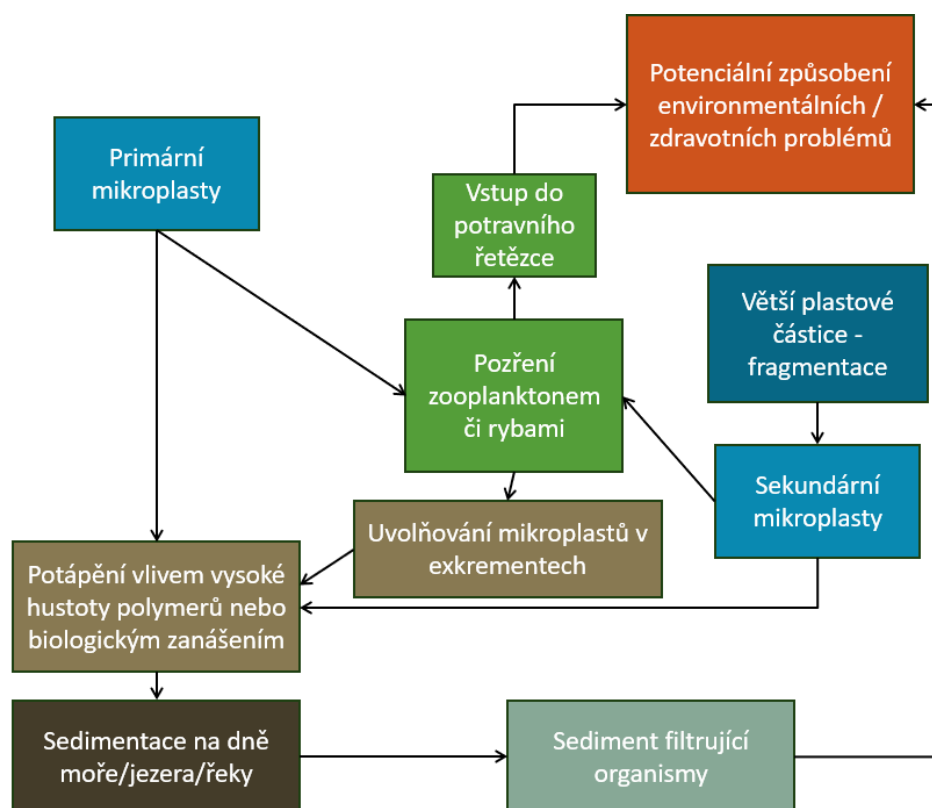 Potenciální způsobení
environmentálních /
zdravotních problémů
Primární
mikroplasty
Vstup do
potravního
řetězce
Větší plastové
částice -
fragmentace
Pozření
zooplanktonem
či rybami
Sekundární
mikroplasty
Uvolňování mikroplastů v
exkrementech
Potápění vlivem vysoké
hustoty polymerů nebo
biologickým zanášením
Sedimentace na dně
moře/jezera/řeky
Sediment filtrující
organismy